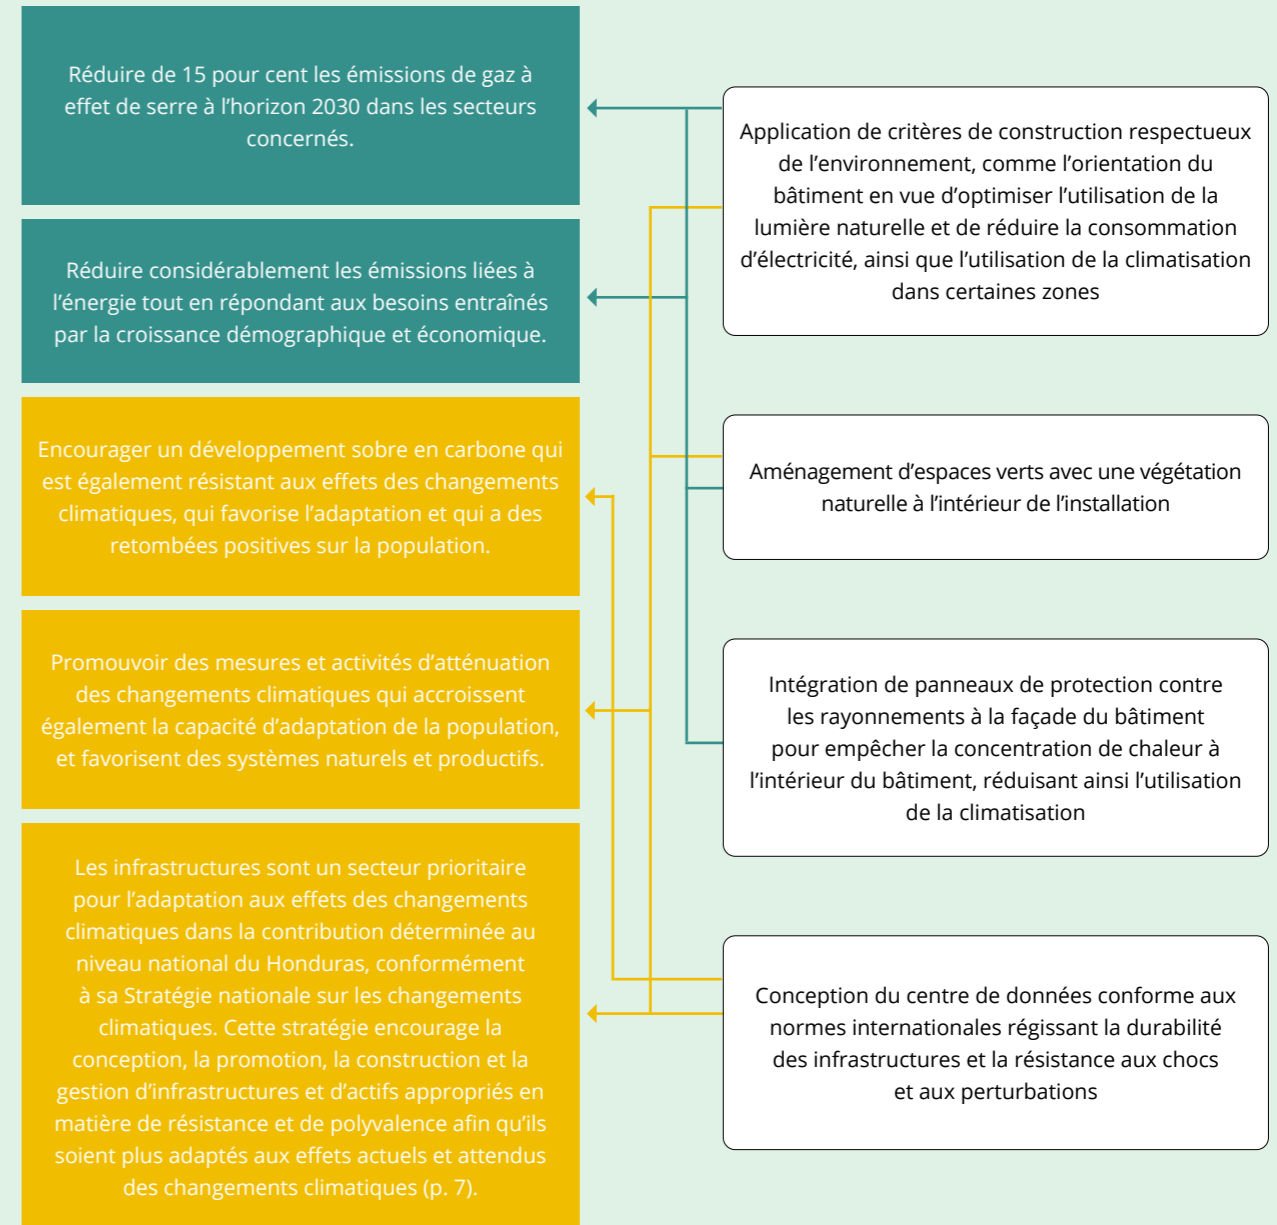 Réduire de 15 pour cent les émissions de gaz à
effet de serre à l’horizon 2030 dans les secteurs
concernés.
Réduire considérablement les émissions liées à
l’énergie tout en répondant aux besoins entraînés
par la croissance démographique et économique.
Encourager un développement sobre en carbone qui
est également résistant aux effets des changements
climatiques, qui favorise l’adaptation et qui a des
retombées positives sur la population.
Promouvoir des mesures et activités d’atténuation
des changements climatiques qui accroissent
également la capacité d’adaptation de la population,
et favorisent des systèmes naturels et productifs.
Les infrastructures sont un secteur prioritaire
pour l’adaptation aux effets des changements
climatiques dans la contribution déterminée au
niveau national du Honduras, conformément
à sa Stratégie nationale sur les changements
climatiques. Cette stratégie encourage la
conception, la promotion, la construction et la
gestion d’infrastructures et d’actifs appropriés en
matière de résistance et de polyvalence afin qu’ils
soient plus adaptés aux effets actuels et attendus
des changements climatiques (p. 7).
Application de critères de construction respectueux
de l’environnement, comme l’orientation du
bâtiment en vue d’optimiser l’utilisation de la
lumière naturelle et de réduire la consommation
d’électricité, ainsi que l’utilisation de la climatisation
dans certaines zones
Aménagement d’espaces verts avec une végétation
naturelle à l’intérieur de l’installation
Intégration de panneaux de protection contre
les rayonnements à la façade du bâtiment
pour empêcher la concentration de chaleur à
l’intérieur du bâtiment, réduisant ainsi l’utilisation
de la climatisation
Conception du centre de données conforme aux
normes internationales régissant la durabilité
des infrastructures et la résistance aux chocs
et aux perturbations